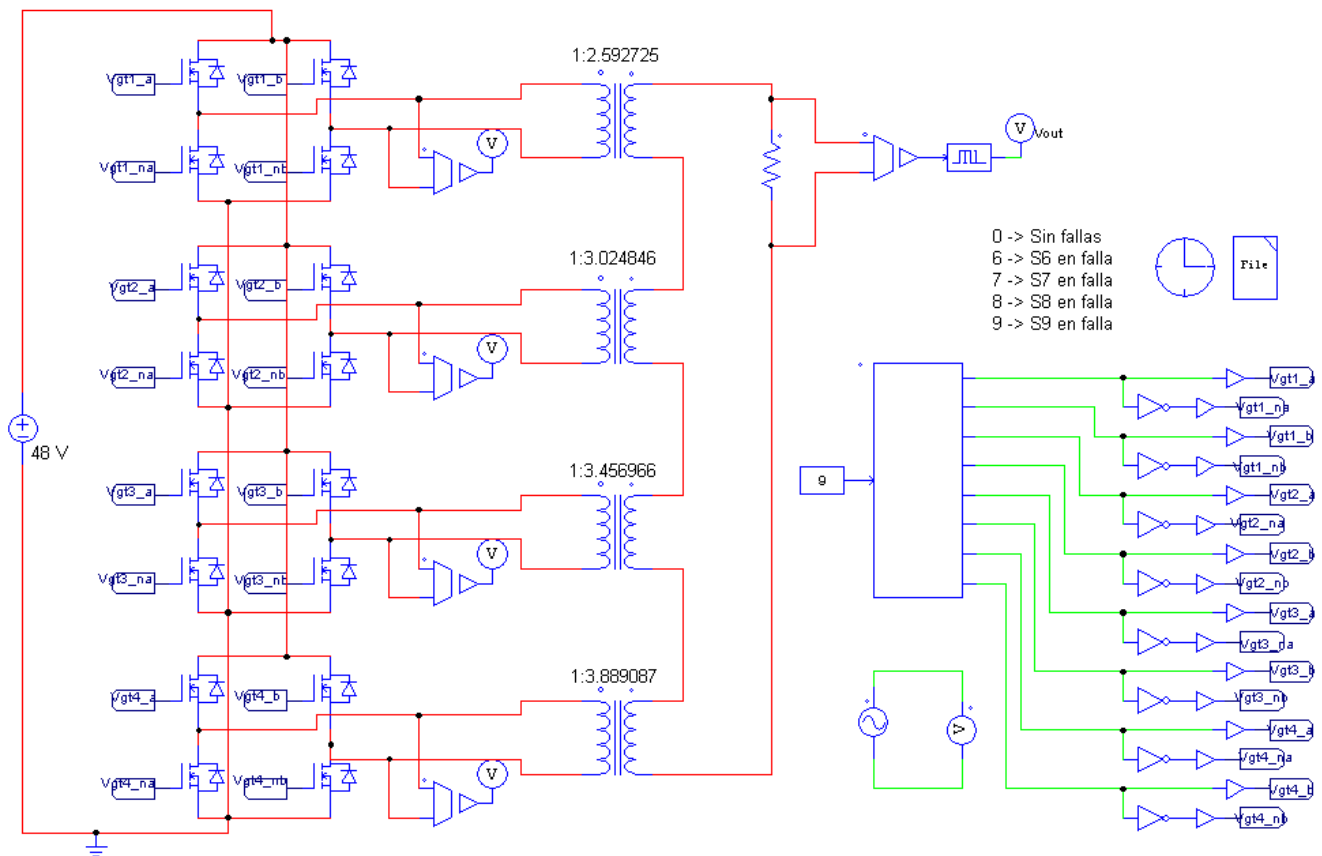 1:2.592725
Vgt1_a
Vgt1_b
V
V
Vout
Vgt1_na
Vgt1_nb
0 -> Sin fallas
6 -> S6 en falla
7 -> S7 en falla
8 -> S8 en falla
9 -> S9 en falla
File
1:3.024846
Vgt2_a
Vgt2_b
V
Vgt2_na
Vgt2_nb
48 V
1:3.456966
Vgt3_a
Vgt3_b
V
Vgt3_na
Vgt3_nb
1:3.889087
Vgt4_a
Vgt4_b
V
Vgt4_na
Vgt4_nb
9
V
Vgt1_a
Vgt1_na
Vgt1_b
Vgt1_nb
Vgt2_a
Vgt2_na
Vgt2_b
Vgt2_nb
Vgt3_a
Vgt3_na
Vgt3_b
Vgt3_nb
Vgt4_a
Vgt4_na
Vgt4_b
Vgt4_nb